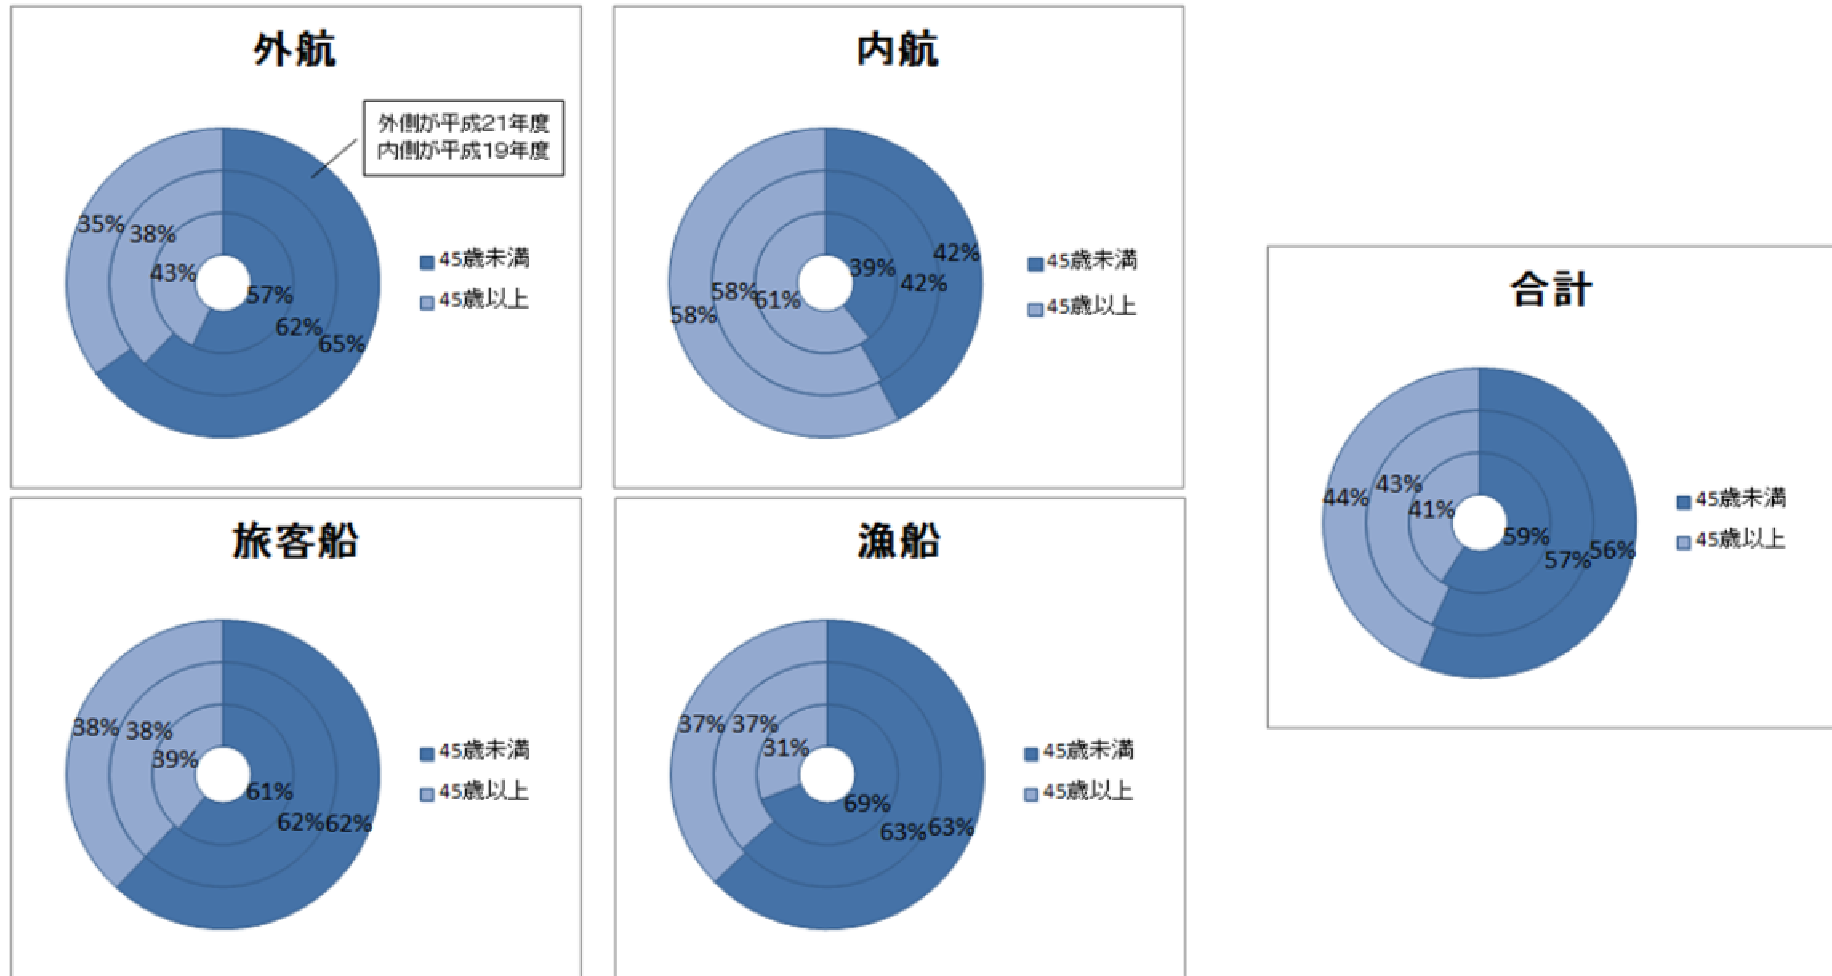 外航
外側が平成21年度
内側が平成19年度
35%
38%
43%
57%
62%
65%
45歳未満
45歳以上
内航
42%
39%
42%
58%
61%
58%
45歳未満
45歳以上
合計
44%
43%
41%
59%
57%
56%
45歳未満
45歳以上
旅客船
38%
38%
39%
61%
62%
62%
45歳未満
45歳以上
漁船
37%
37%
31%
69%
63%
63%
45歳未満
45歳以上